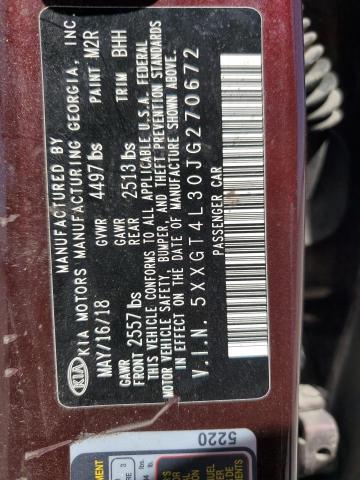 MANUFACTURED BY
KIA KIA MOTORS MANUFACTURING GEORGIA, INC.
MAY/16/18 GVWR 4497 lbs PAINT M2R
GAWR FRONT 2557 lbs GAWR REAR 2513 lbs TRIM BHH
THIS VEHICLE CONFORMS TO ALL APPLICABLE U.S.A. FEDERAL
MOTOR VEHICLE SAFETY, BUMPER, AND THEFT PREVENTION STANDARDS
IN EFFECT ON THE DATE OF MANUFACTURE SHOWN ABOVE.
V.I.N. 5XXGT4L30JG270672
PASSENGER CAR
5220